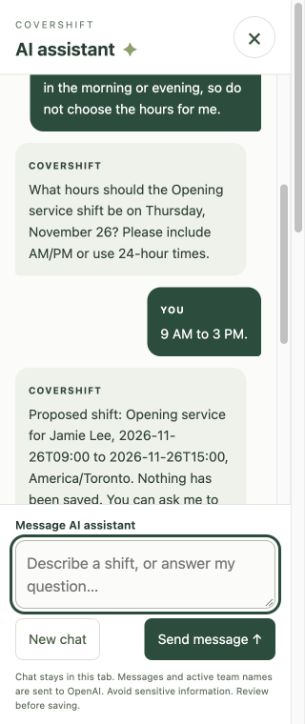 COVERSHIFT
AI assistant
in the morning or evening, so do
not choose the hours for me.
COVERSHIFT
What hours should the Opening
service shift be on Thursday,
November 26? Please include
AM/PM or use 24-hour times.
YOU
9 AM to 3 PM.
COVERSHIFT
Proposed shift: Opening service
for Jamie Lee, 2026-11-
26T09:00 to 2026-11-26T15:00,
America/Toronto. Nothing has
been saved. You can ask me to
Message AI assistant
Describe a shift, or answer my
question...
New chat
Send message ↑
Chat stays in this tab. Messages and active team names
are sent to OpenAI. Avoid sensitive information. Review
before saving.